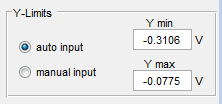 Y-Limits
Y min
auto input
-0.3106 V
Y max
manual input
-0.0775 V